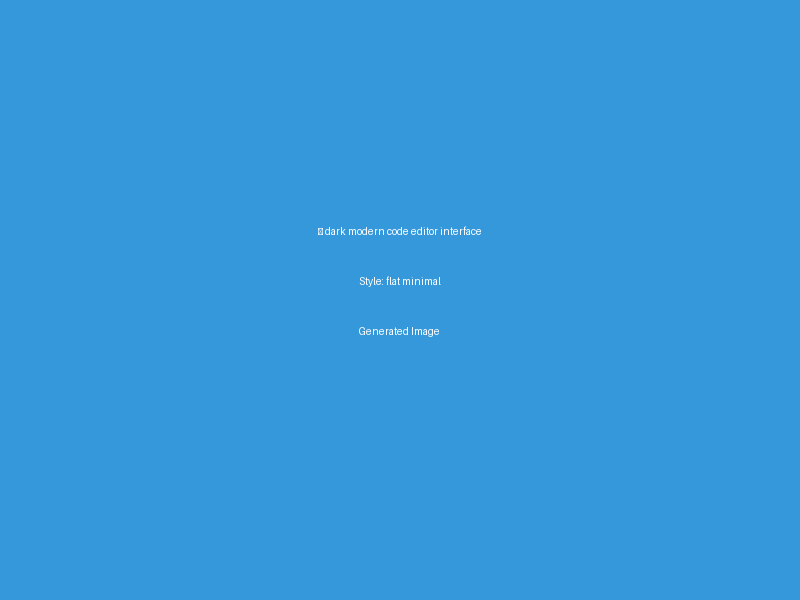 dark modern code editor interface
Style: flat minimal
Generated Image